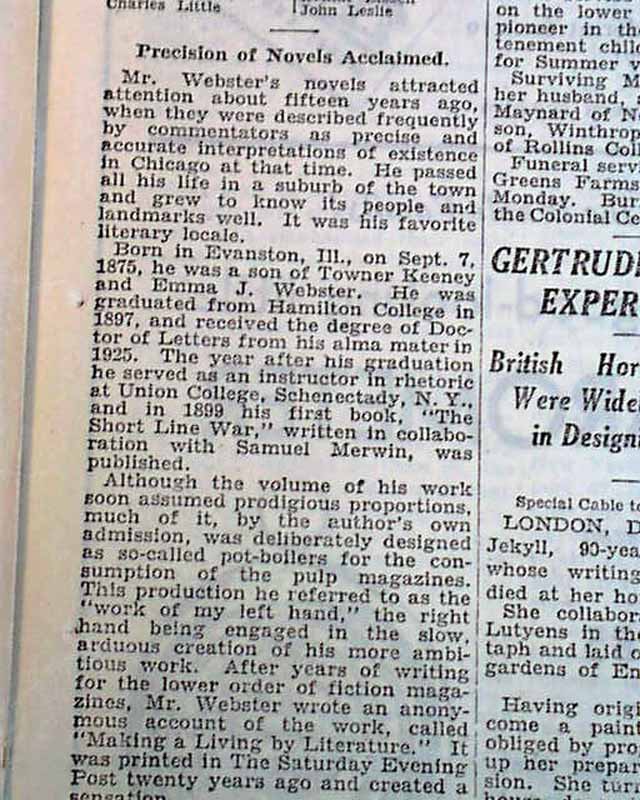 Charles Little
John Leslie
Precision of Novels Acclaimed.
Mr. Webster's novels attracted
attention about fifteen years ago,
when they were described frequently
by commentators as precise and
accurate interpretations of existence
in Chicago at that time. He passed
all his life in a suburb of the town
and grew to know its people and
landmarks well. It was his favorite
literary locale.
Born in Evanston, Ill., on Sept. 7,
1875, he was a son of Towner Keeney
and Emma J. Webster. He was
graduated from Hamilton College in
1897, and received the degree of Doc-
tor of Letters from his alma mater in
1925. The year after his graduation
he served as an instructor in rhetoric
at Union College, Schenectady, N. Y.,
and in 1899 his first book, "The
Short Line War," written in collabo-
ration with Samuel Merwin, was
published.
Although the volume of his work
soon assumed prodigious proportions,
much of it, by the author's own
admission, was deliberately designed
as so-called pot-boilers for the con-
sumption of the pulp magazines.
This production he referred to as the
"work of my left hand," the right
hand being engaged in the slow,
arduous creation of his more ambi-
tious work. After years of writing
for the lower order of fiction maga-
zines, Mr. Webster wrote an anony-
mous account of the work, called
"Making a Living by Literature." It
was printed in The Saturday Evening
Post twenty years ago and created a
sensation.
on the lower
pioneer in the
tenement chil
for Summer v
Surviving M
her husband,
Maynard of N
son, Winthrop
of Rollins Coll
Funeral serv
Greens Farms
Monday. Bur
the Colonial Ce
GERTRUDE
EXPER
British Hor
Were Wide
in Designi
Special Cable to
LONDON, D
Jekyll, 90-yea
whose writing
died at her ho
She collabor
Lutyens in the
taph and laid o
gardens of En
Having origi
come a paint
obliged by pro
up her prepar
sion. She turn